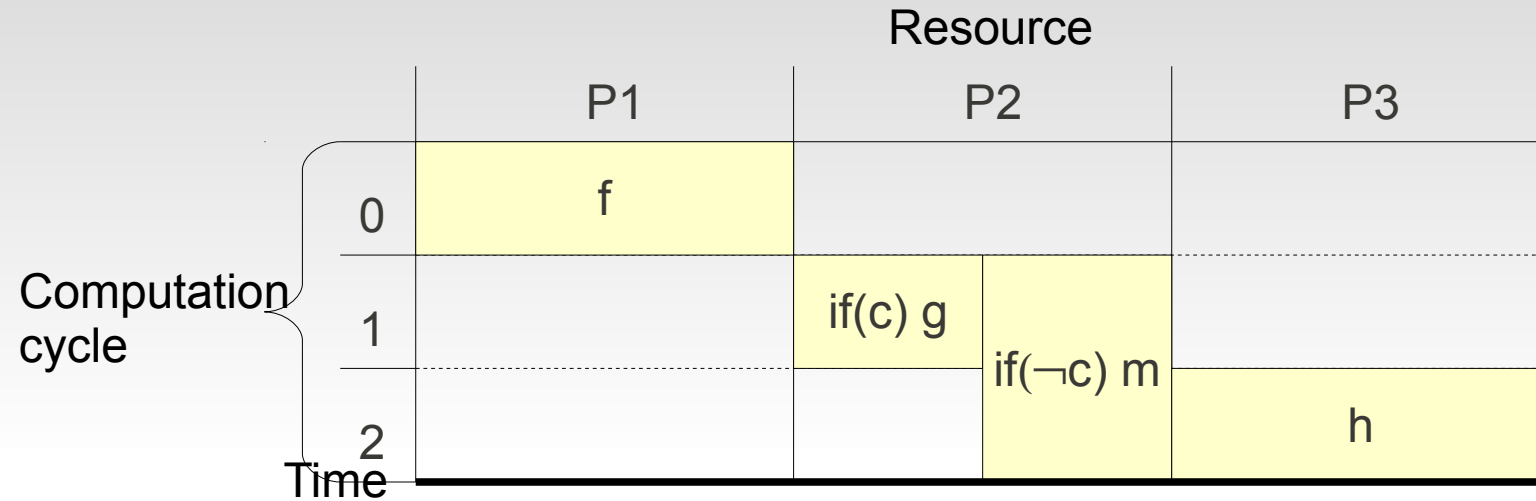 Resource
P1 P2 P3
0 f
Computation
cycle
1 if(c) g
if(¬c) m
2 h
Time